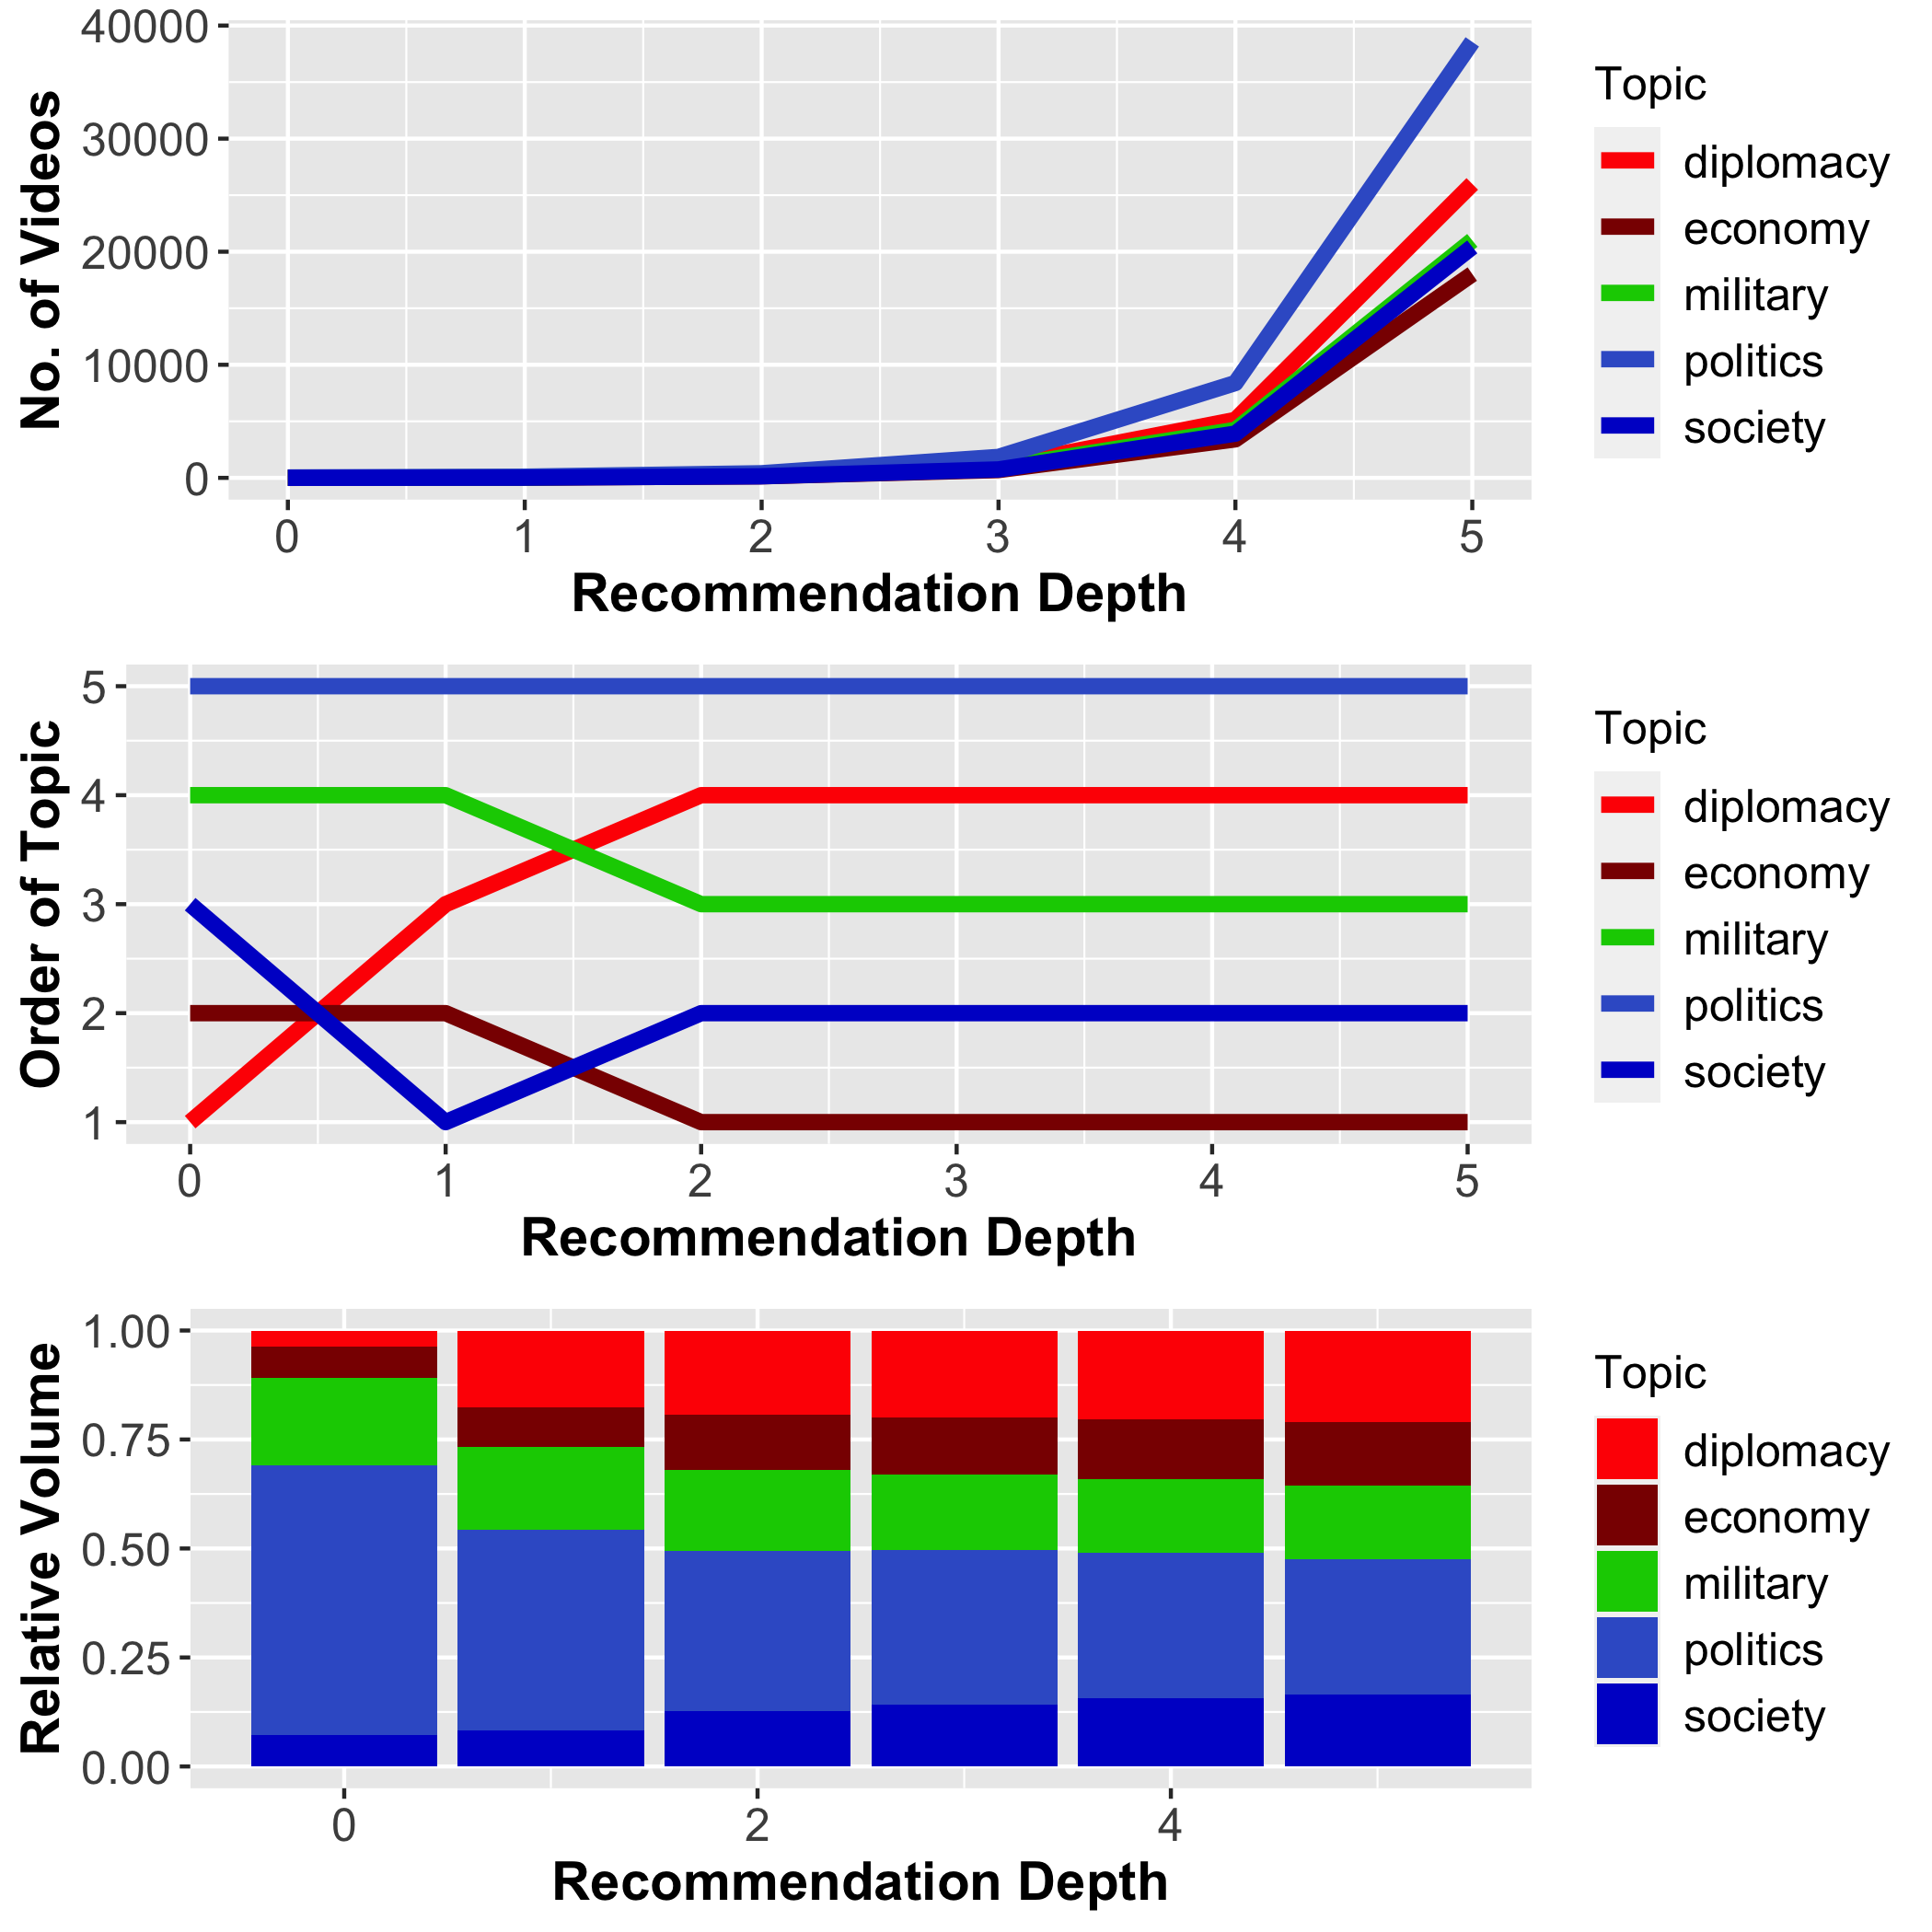 No. of Videos
40000
30000
20000
10000
0
0 1 2 3 4 5
Recommendation Depth
Topic
diplomacy
economy
military
politics
society
Order of Topic
5
4
3
2
1
0 1 2 3 4 5
Recommendation Depth
Topic
diplomacy
economy
military
politics
society
Relative Volume
1.00
0.75
0.50
0.25
0.00
0 2 4
Recommendation Depth
Topic
diplomacy
economy
military
politics
society